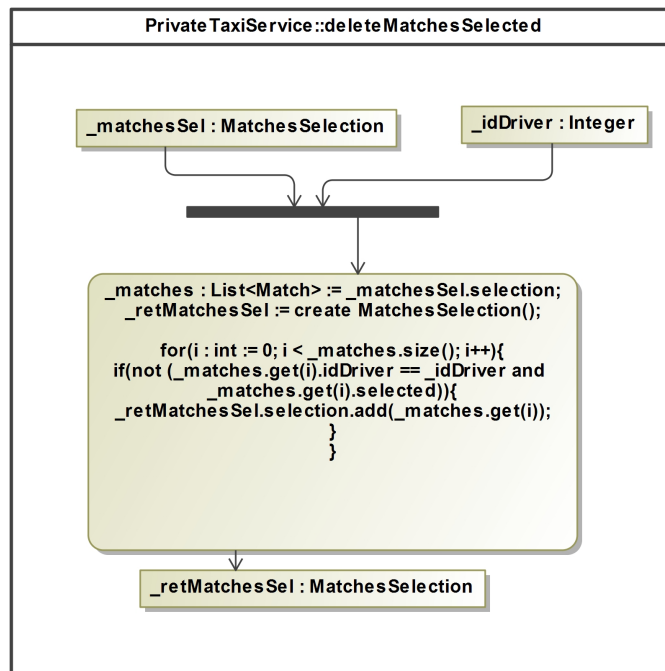 PrivateTaxiService::deleteMatchesSelected
_matchesSel : MatchesSelection
_idDriver : Integer
_matches : List<Match> := _matchesSel.selection;
_retMatchesSel := create MatchesSelection();
for(i : int := 0; i < _matches.size(); i++){
if(not (_matches.get(i).idDriver == _idDriver and
_matches.get(i).selected)){
_retMatchesSel.selection.add(_matches.get(i));
}
}
_retMatchesSel : MatchesSelection